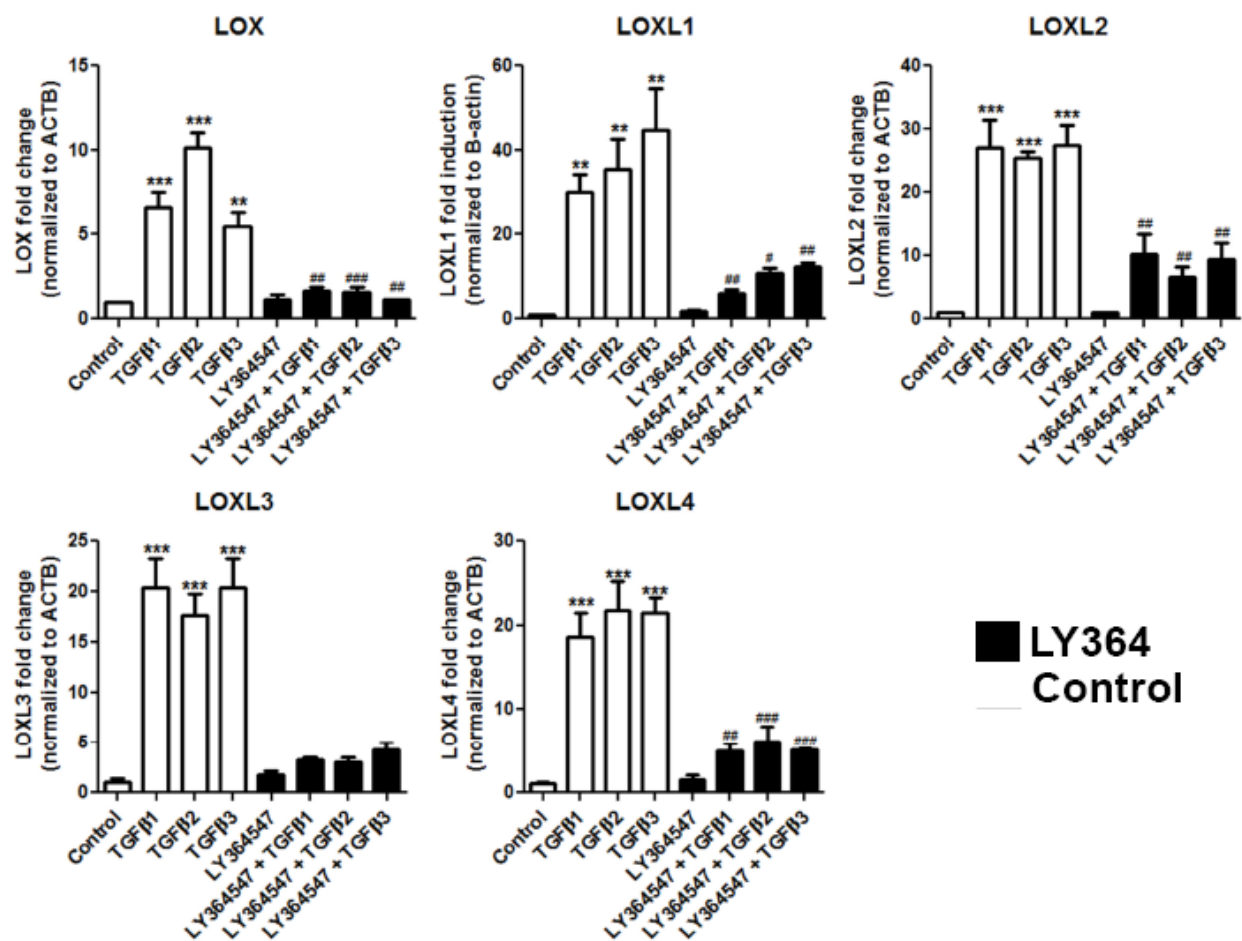 LOX
LOX fold change
(normalized to ACTB)
15
10
5
0
***
***
**
##
###
##
Control
TGFβ1
TGFβ2
TGFβ3
LY364547
LY364547 + TGFβ1
LY364547 + TGFβ2
LY364547 + TGFβ3
LOXL1
LOXL1 fold induction
(normalized to B-actin)
60
40
20
0
**
**
**
##
#
##
Control
TGFβ1
TGFβ2
TGFβ3
LY364547
LY364547 + TGFβ1
LY364547 + TGFβ2
LY364547 + TGFβ3
LOXL2
LOXL2 fold change
(normalized to ACTB)
40
30
20
10
0
***
***
***
##
##
##
Control
TGFβ1
TGFβ2
TGFβ3
LY364547
LY364547 + TGFβ1
LY364547 + TGFβ2
LY364547 + TGFβ3
LOXL3
LOXL3 fold change
(normalized to ACTB)
25
20
15
10
5
0
***
***
***
Control
TGFβ1
TGFβ2
TGFβ3
LY364547
LY364547 + TGFβ1
LY364547 + TGFβ2
LY364547 + TGFβ3
LOXL4
LOXL4 fold change
(normalized to ACTB)
30
20
10
0
***
***
***
##
###
###
Control
TGFβ1
TGFβ2
TGFβ3
LY364547
LY364547 + TGFβ1
LY364547 + TGFβ2
LY364547 + TGFβ3
LY364
Control